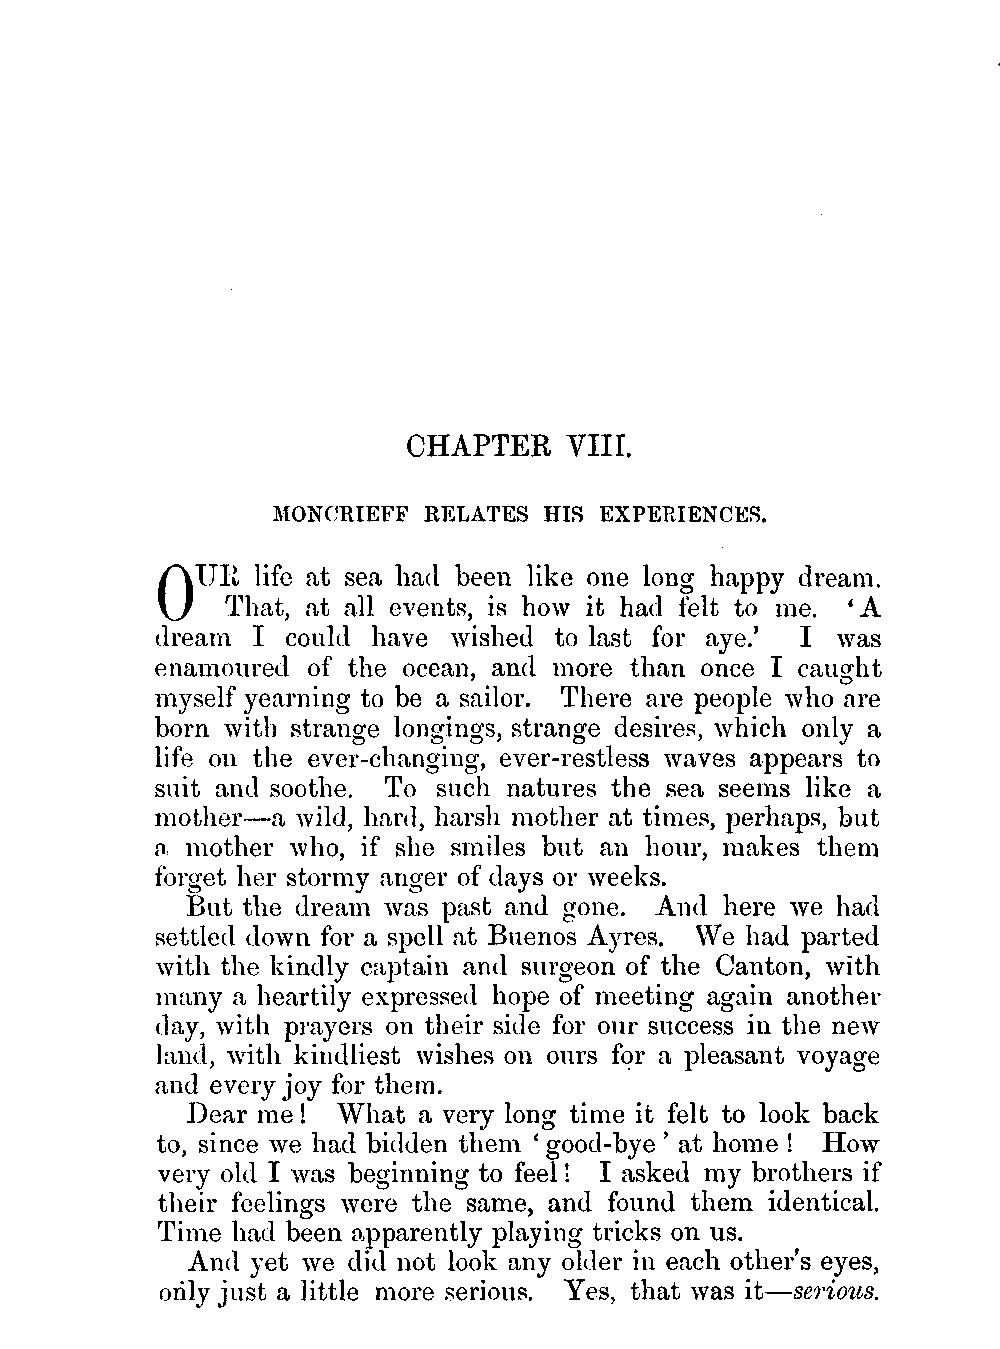 CHAPTER VIII.
MONCRIEFF RELATES HIS EXPERIENCES.
OUR life at sea had been like one long happy dream.
That, at all events, is how it had felt to me. ‘A
dream I could have wished to last for aye.’ I was
enamoured of the ocean, and more than once I caught
myself yearning to be a sailor. There are people who are
born with strange longings, strange desires, which only a
life on the ever-changing, ever-restless waves appears to
suit and soothe. To such natures the sea seems like a
mother—a wild, hard, harsh mother at times, perhaps, but
a mother who, if she smiles but an hour, makes them
forget her stormy anger of days or weeks.
But the dream was past and gone. And here we had
settled down for a spell at Buenos Ayres. We had parted
with the kindly captain and surgeon of the Canton, with
many a heartily expressed hope of meeting again another
day, with prayers on their side for our success in the new
land, with kindliest wishes on ours for a pleasant voyage
and every joy for them.
Dear me! What a very long time it felt to look back
to, since we had bidden them ‘good-bye’ at home! How
very old I was beginning to feel! I asked my brothers if
their feelings were the same, and found them identical.
Time had been apparently playing tricks on us.
And yet we did not look any older in each other's eyes,
only just a little more serious. Yes, that was it—serious.